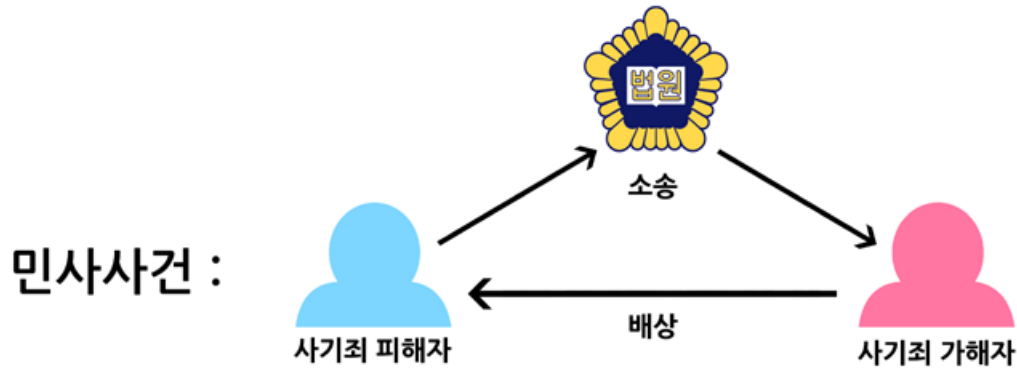 법원
소송
민사사건 :
배상
사기죄 피해자
사기죄 가해자